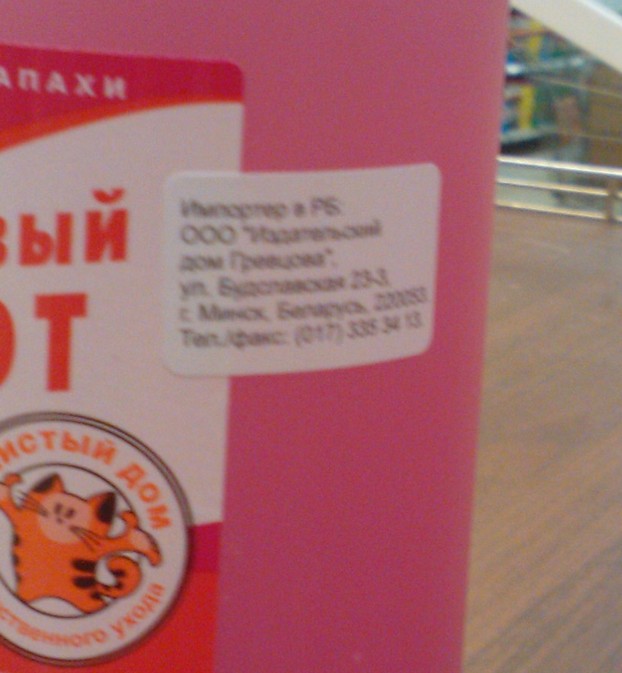 АПАХИ
ВЫЙ
ОТ
Импортер в РБ:
ООО "Издательский
дом Гревцова",
ул. Будславская 23-3,
г. Минск, Беларусь, 220053.
Тел./факс: (017) 335 34 13.
ИСТЫЙ ДОМ
ственного ухода